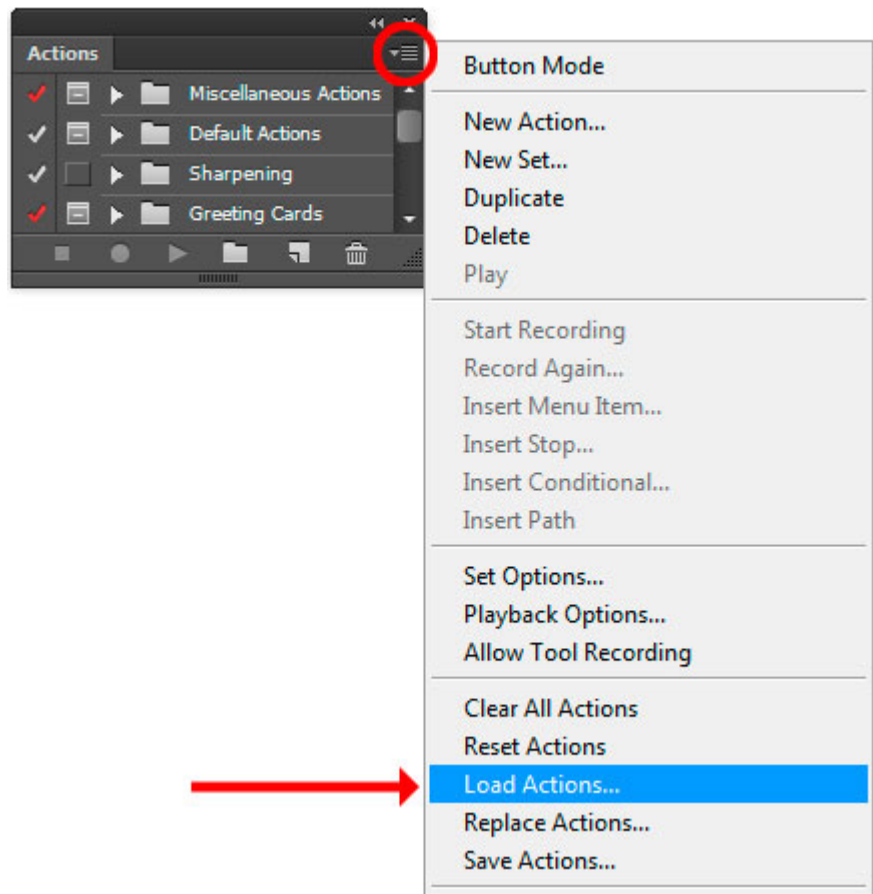 Actions
Miscellaneous Actions
Default Actions
Sharpening
Greeting Cards
Button Mode
New Action...
New Set...
Duplicate
Delete
Play
Start Recording
Record Again...
Insert Menu Item...
Insert Stop...
Insert Conditional...
Insert Path
Set Options...
Playback Options...
Allow Tool Recording
Clear All Actions
Reset Actions
Load Actions...
Replace Actions...
Save Actions...